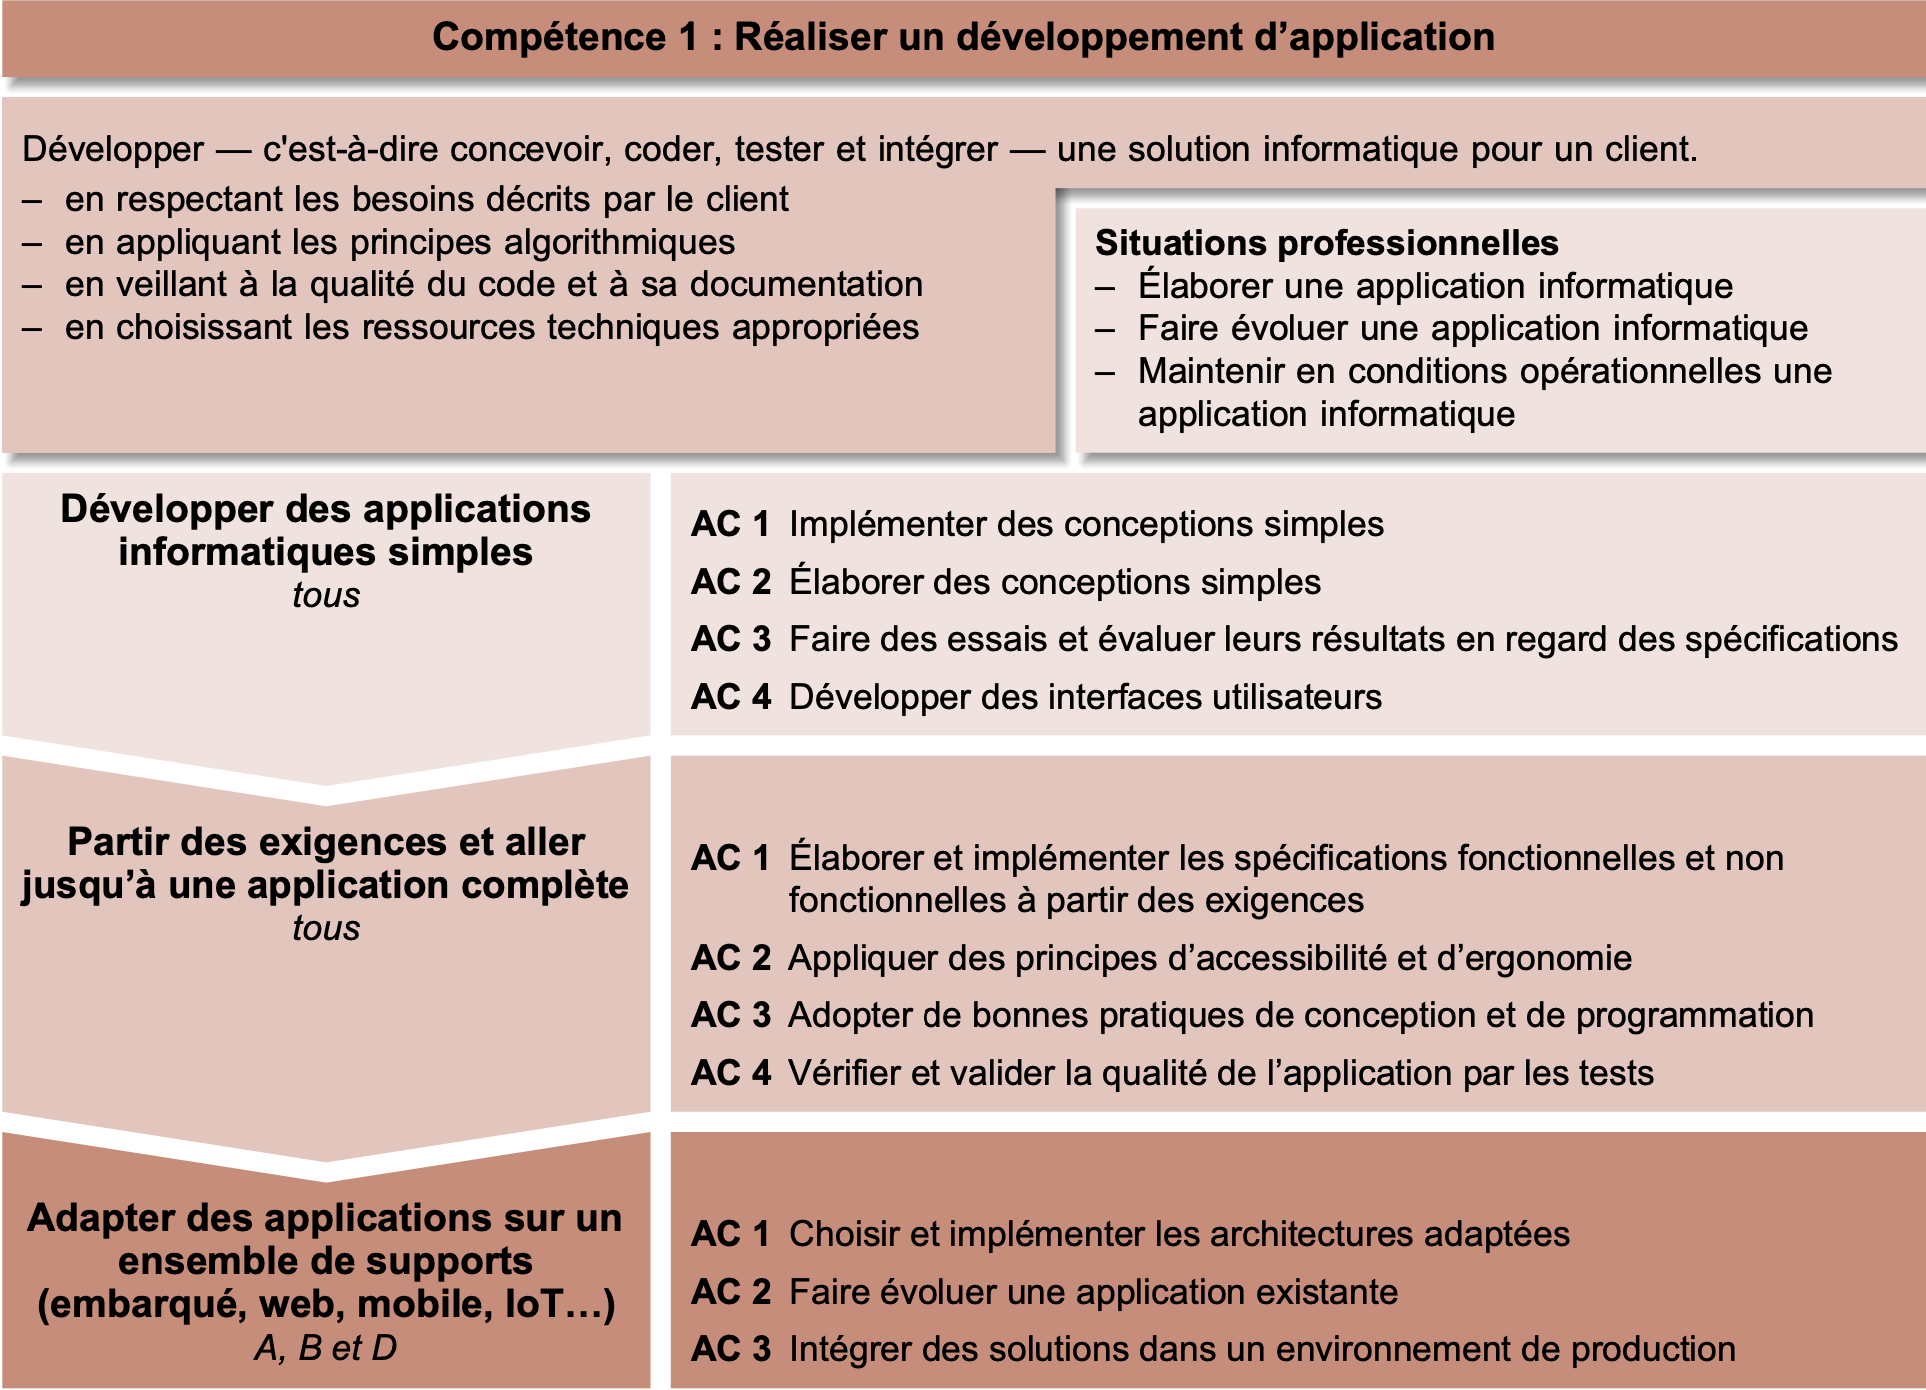 Compétence 1 : Réaliser un développement d’application
Développer — c'est-à-dire concevoir, coder, tester et intégrer — une solution informatique pour un client.
– en respectant les besoins décrits par le client
– en appliquant les principes algorithmiques
– en veillant à la qualité du code et à sa documentation
– en choisissant les ressources techniques appropriées
Situations professionnelles
– Élaborer une application informatique
– Faire évoluer une application informatique
– Maintenir en conditions opérationnelles une
application informatique
Développer des applications
informatiques simples
tous
AC 1 Implémenter des conceptions simples
AC 2 Élaborer des conceptions simples
AC 3 Faire des essais et évaluer leurs résultats en regard des spécifications
AC 4 Développer des interfaces utilisateurs
Partir des exigences et aller
jusqu’à une application complète
tous
AC 1 Élaborer et implémenter les spécifications fonctionnelles et non
fonctionnelles à partir des exigences
AC 2 Appliquer des principes d’accessibilité et d’ergonomie
AC 3 Adopter de bonnes pratiques de conception et de programmation
AC 4 Vérifier et valider la qualité de l’application par les tests
Adapter des applications sur un
ensemble de supports
(embarqué, web, mobile, IoT…)
A, B et D
AC 1 Choisir et implémenter les architectures adaptées
AC 2 Faire évoluer une application existante
AC 3 Intégrer des solutions dans un environnement de production